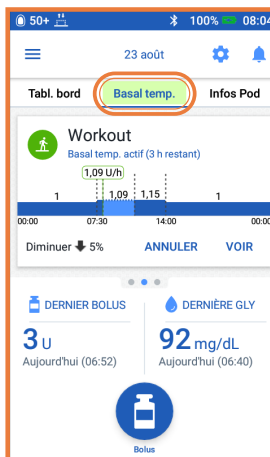 50+ 100% 08:04
23 août
Tabl. bord Basal temp. Infos Pod
Workout
Basal temp. actif (3 h restant)
1,09 U/h
1 1,09 1,15 1
00:00 07:30 14:00 00:00
Diminuer 5% ANNULER VOIR
DERNIER BOLUS DERNIÈRE GLY
3 U 92 mg/dL
Aujourd'hui (06:52) Aujourd'hui (06:40)
Bolus